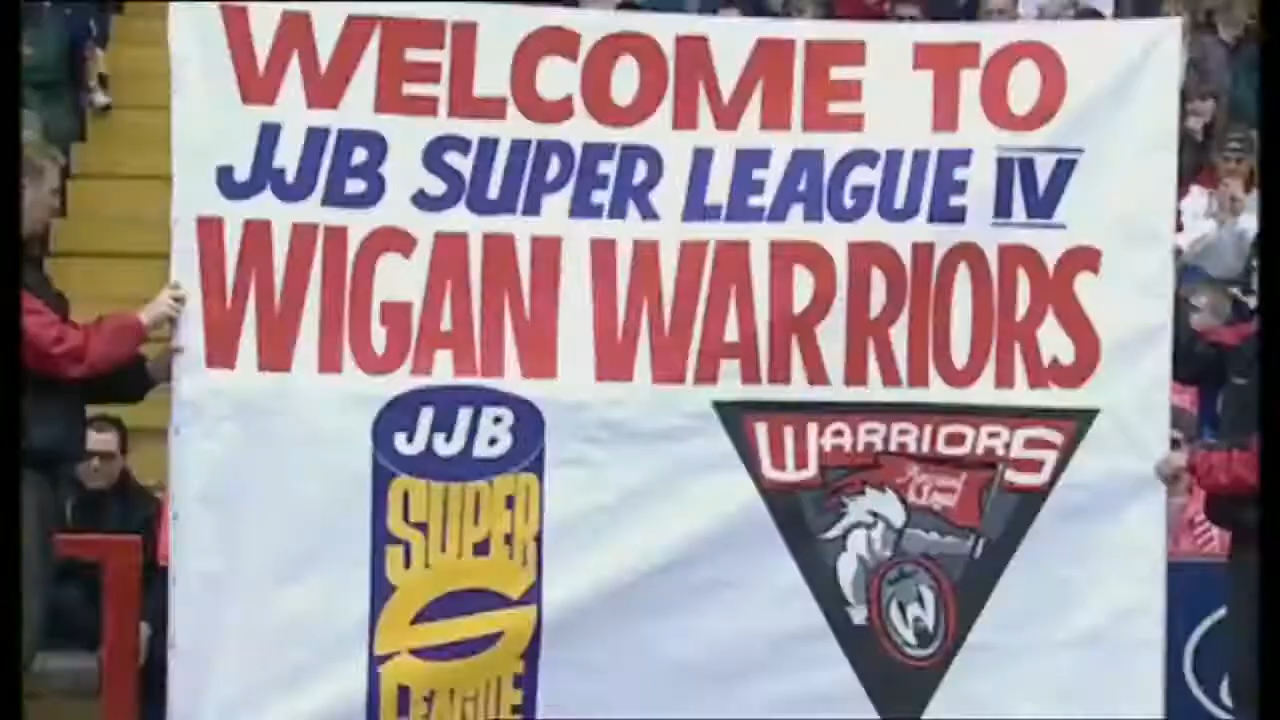 WELCOME TO
JJB SUPER LEAGUE IV
WIGAN WARRIORS
JJB
SUPER
LEAGUE
WARRIORS
W